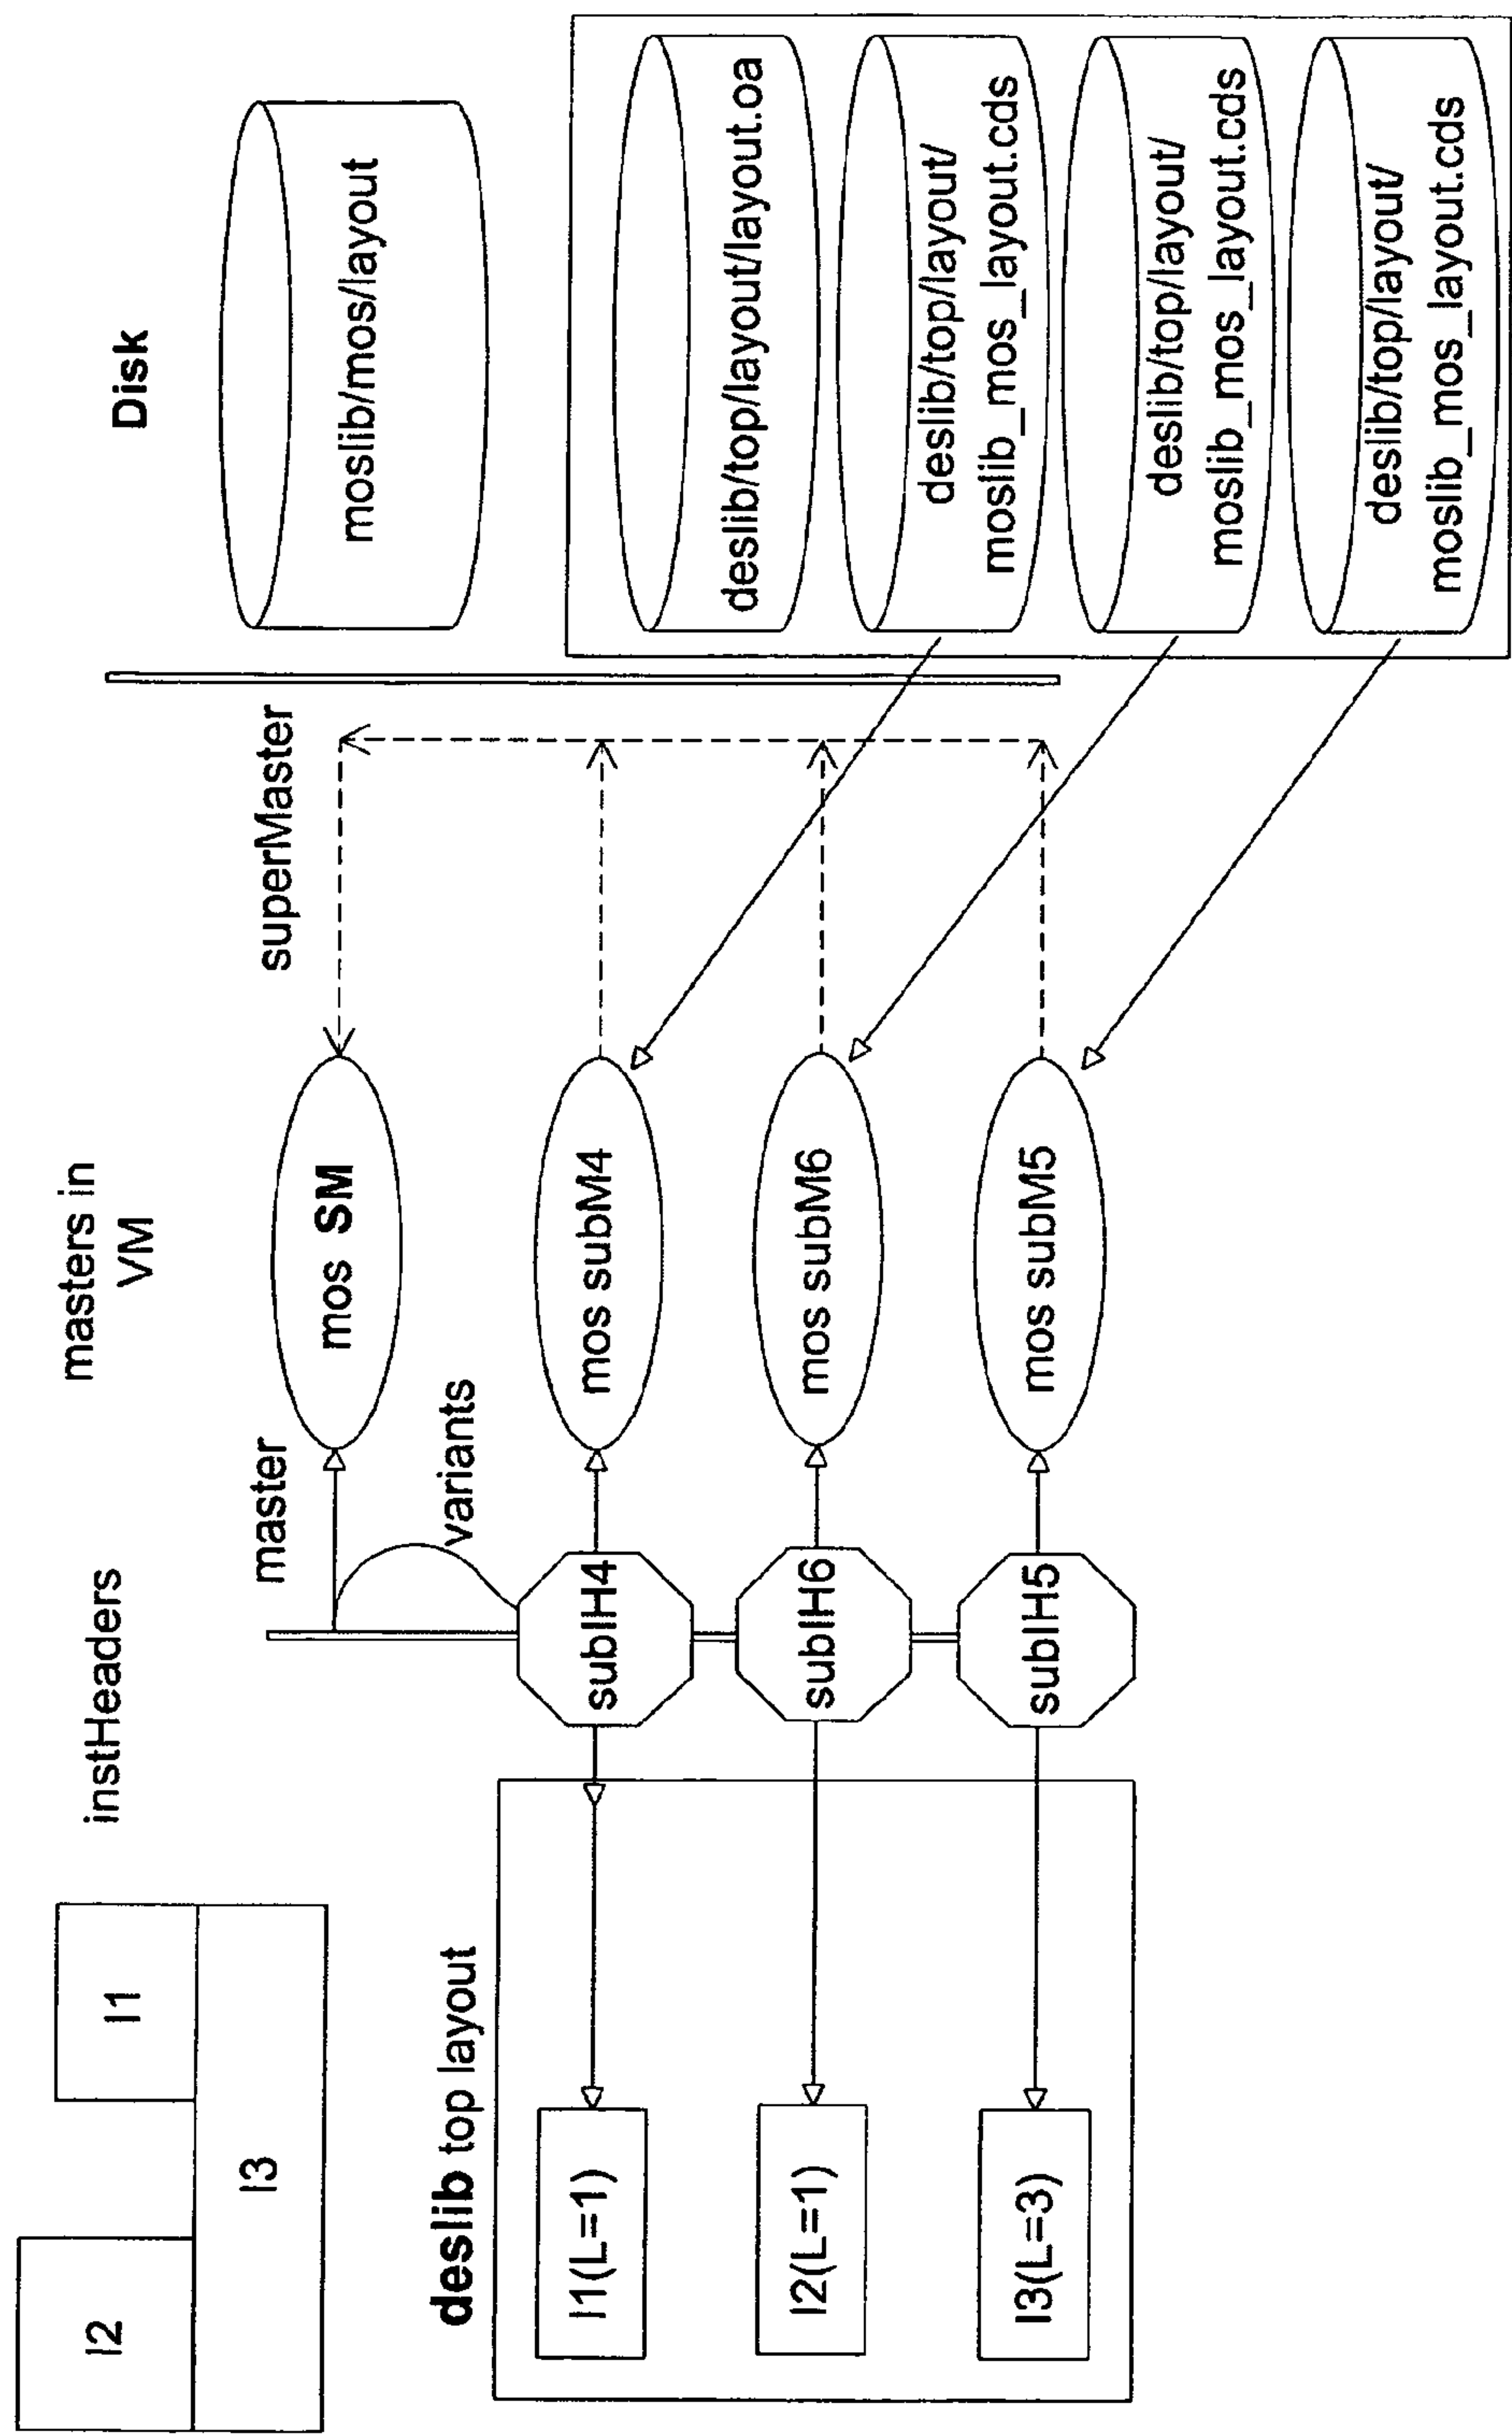 I2
I1
I3
instHeaders
masters in
VM
Disk
master
superMaster
mos SM
moslib/mos/layout
variants
deslib top layout
I1(L=1)
subIH4
mos subM4
deslib/top/layout/layout.oa
I2(L=1)
subIH6
mos subM6
deslib/top/layout/
moslib_mos_layout.cds
I3(L=3)
subIH5
mos subM5
deslib/top/layout/
moslib_mos_layout.cds
deslib/top/layout/
moslib_mos_layout.cds